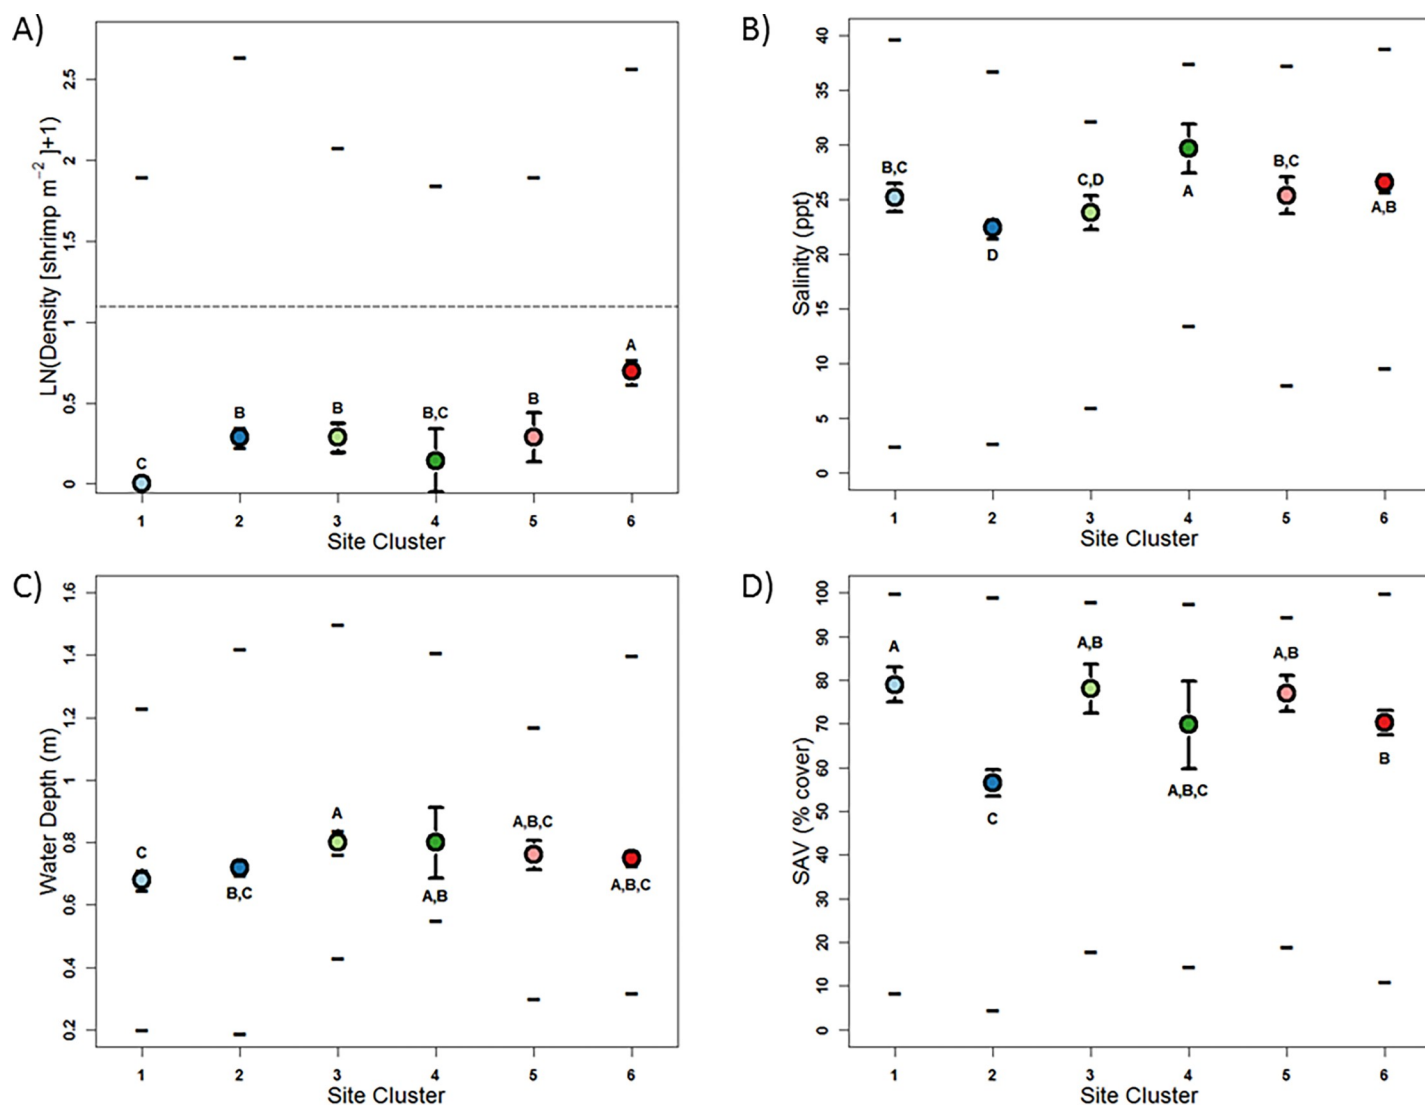 A)
LN(Density [shrimp m⁻²]+1)
2.5
2
1.5
1
0.5
0
C
B
B
B,C
B
A
1 2 3 4 5 6
Site Cluster
B)
Salinity (ppt)
40
35
30
25
20
15
10
5
0
B,C
D
C,D
A
B,C
A,B
1 2 3 4 5 6
Site Cluster
C)
Water Depth (m)
1.6
1.4
1.2
1
0.8
0.6
0.4
0.2
C
B,C
A
A,B
A,B,C
A,B,C
1 2 3 4 5 6
Site Cluster
D)
SAV (% cover)
100
90
80
70
60
50
40
30
20
10
0
A
C
A,B
A,B,C
A,B
B
1 2 3 4 5 6
Site Cluster